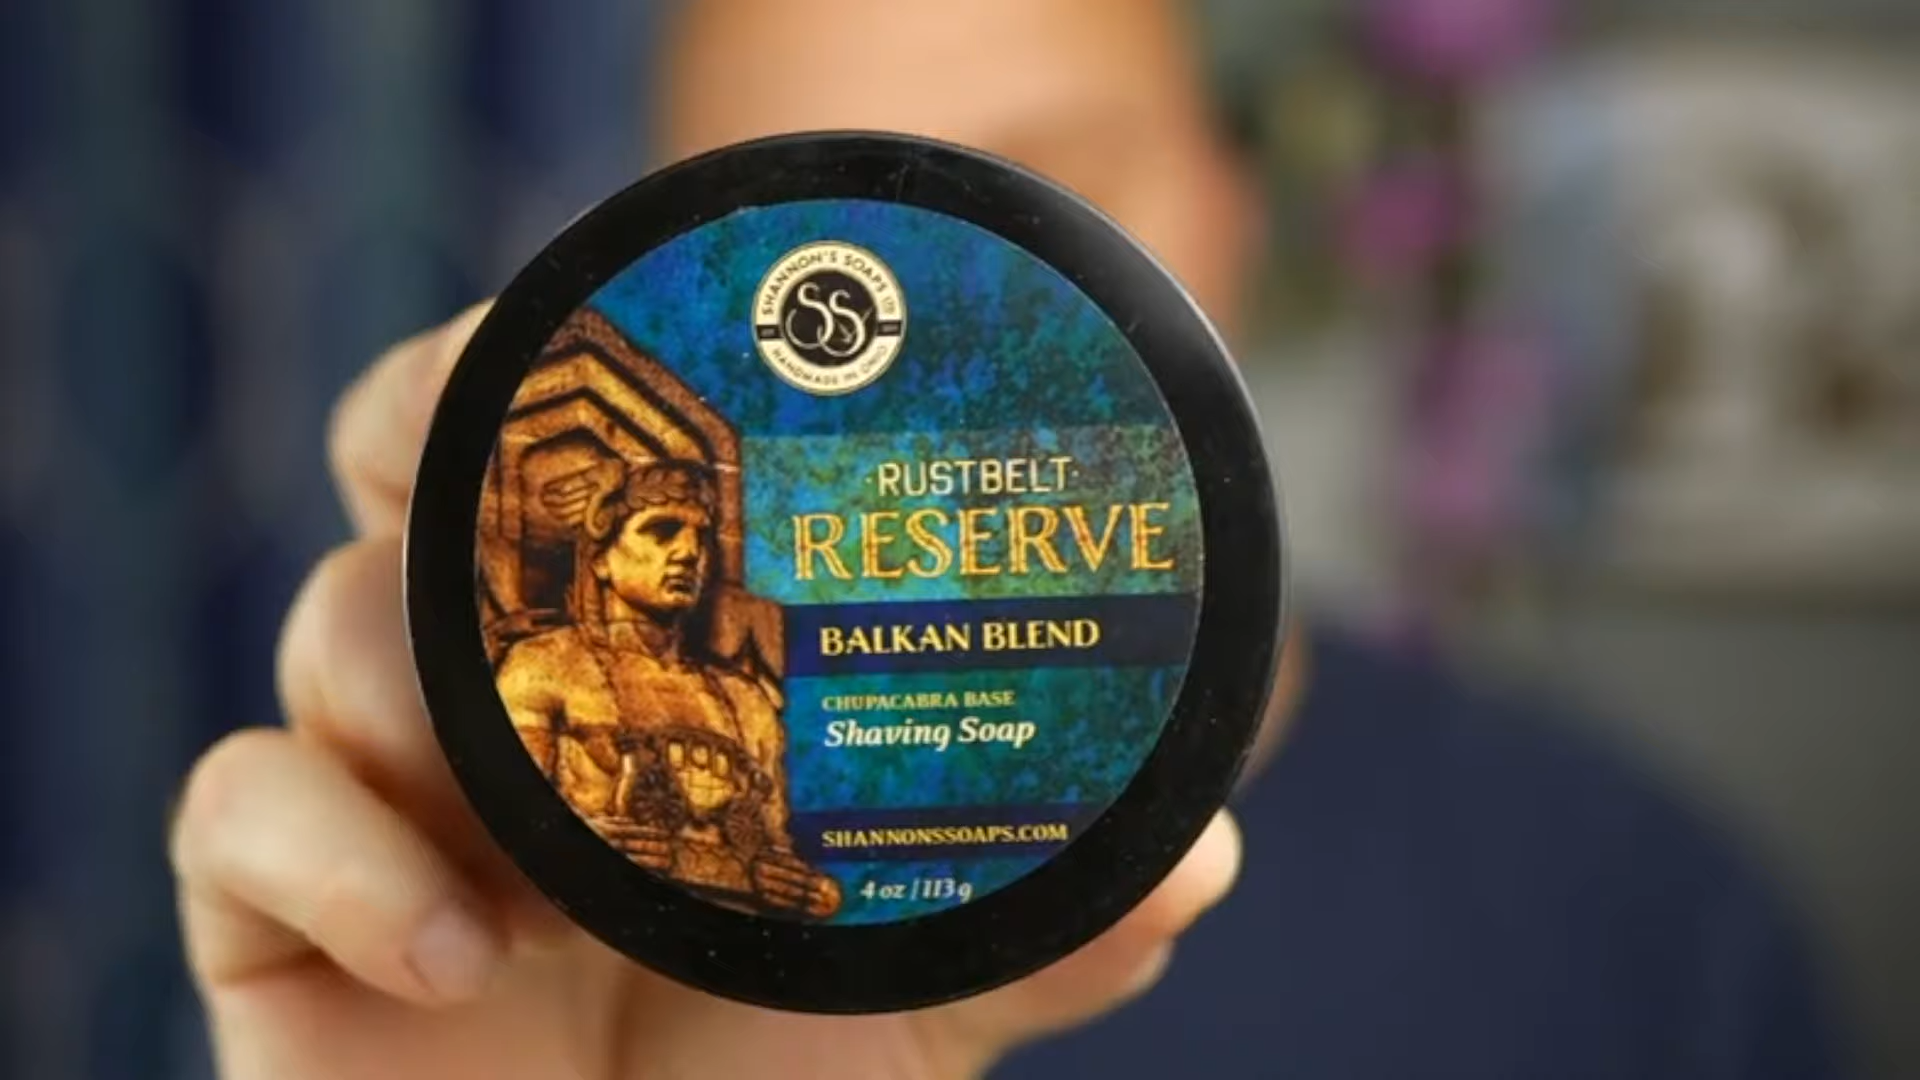 SHANNON'S SOAPS LTD
SS
HANDMADE IN OHIO
·RUSTBELT·
RESERVE
BALKAN BLEND
CHUPACABRA BASE
Shaving Soap
SHANNONSSOAPS.COM
4 oz / 113g